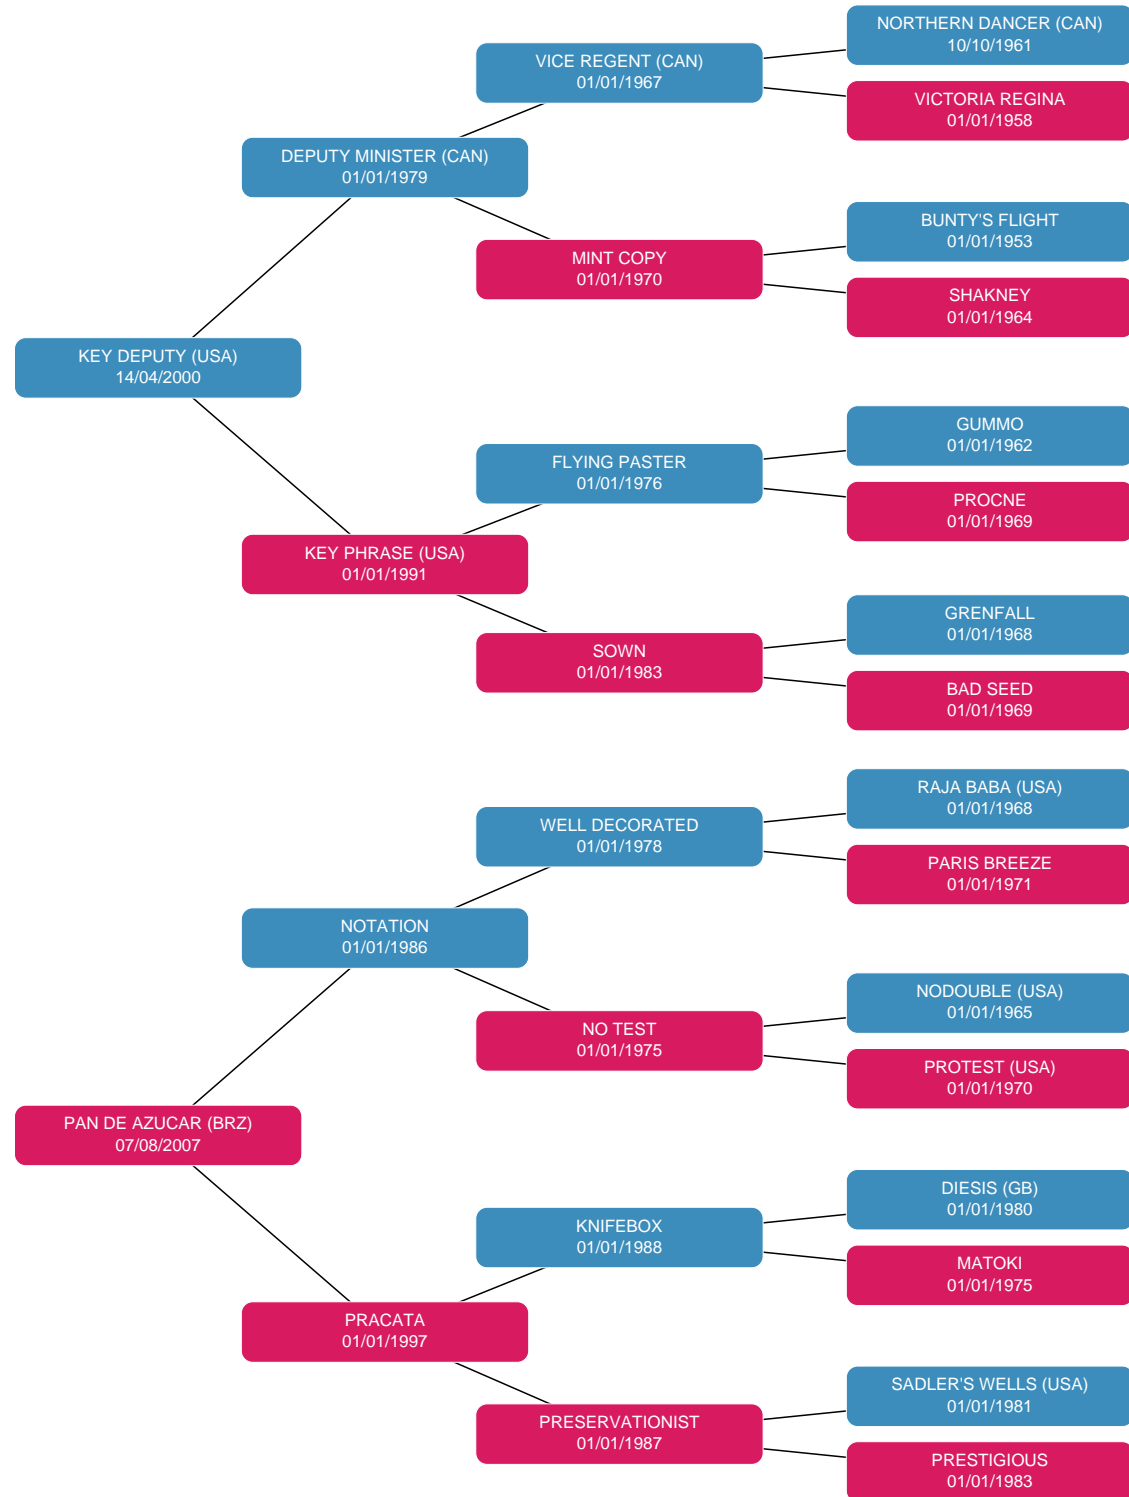 NORTHERN DANCER (CAN)
10/10/1961
VICE REGENT (CAN)
01/01/1967
VICTORIA REGINA
01/01/1958
DEPUTY MINISTER (CAN)
01/01/1979
BUNTY'S FLIGHT
01/01/1953
MINT COPY
01/01/1970
SHAKNEY
01/01/1964
KEY DEPUTY (USA)
14/04/2000
GUMMO
01/01/1962
FLYING PASTER
01/01/1976
PROCNE
01/01/1969
KEY PHRASE (USA)
01/01/1991
GRENFALL
01/01/1968
SOWN
01/01/1983
BAD SEED
01/01/1969
RAJA BABA (USA)
01/01/1968
WELL DECORATED
01/01/1978
PARIS BREEZE
01/01/1971
NOTATION
01/01/1986
NODOUBLE (USA)
01/01/1965
NO TEST
01/01/1975
PROTEST (USA)
01/01/1970
PAN DE AZUCAR (BRZ)
07/08/2007
DIESIS (GB)
01/01/1980
KNIFEBOX
01/01/1988
MATOKI
01/01/1975
PRACATA
01/01/1997
SADLER'S WELLS (USA)
01/01/1981
PRESERVATIONIST
01/01/1987
PRESTIGIOUS
01/01/1983